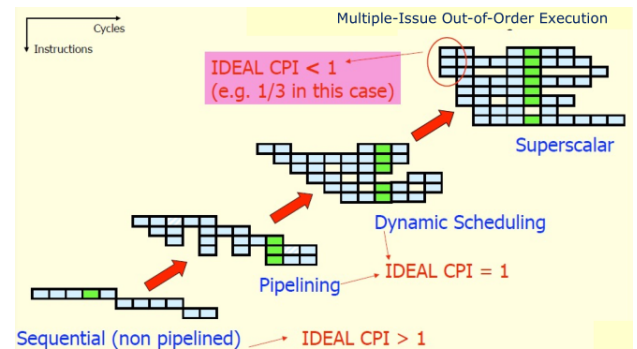 Cycles
Instructions
Multiple-Issue Out-of-Order Execution
IDEAL CPI < 1
(e.g. 1/3 in this case)
Superscalar
Dynamic Scheduling
IDEAL CPI = 1
Pipelining
Sequential (non pipelined)
IDEAL CPI > 1